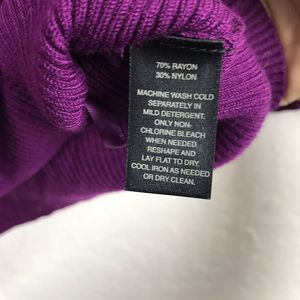 70% RAYON
30% NYLON
MACHINE WASH COLD
SEPARATELY IN
MILD DETERGENT.
ONLY NON-
CHLORINE BLEACH
WHEN NEEDED.
RESHAPE AND
LAY FLAT TO DRY.
COOL IRON AS NEEDED
OR DRY CLEAN.